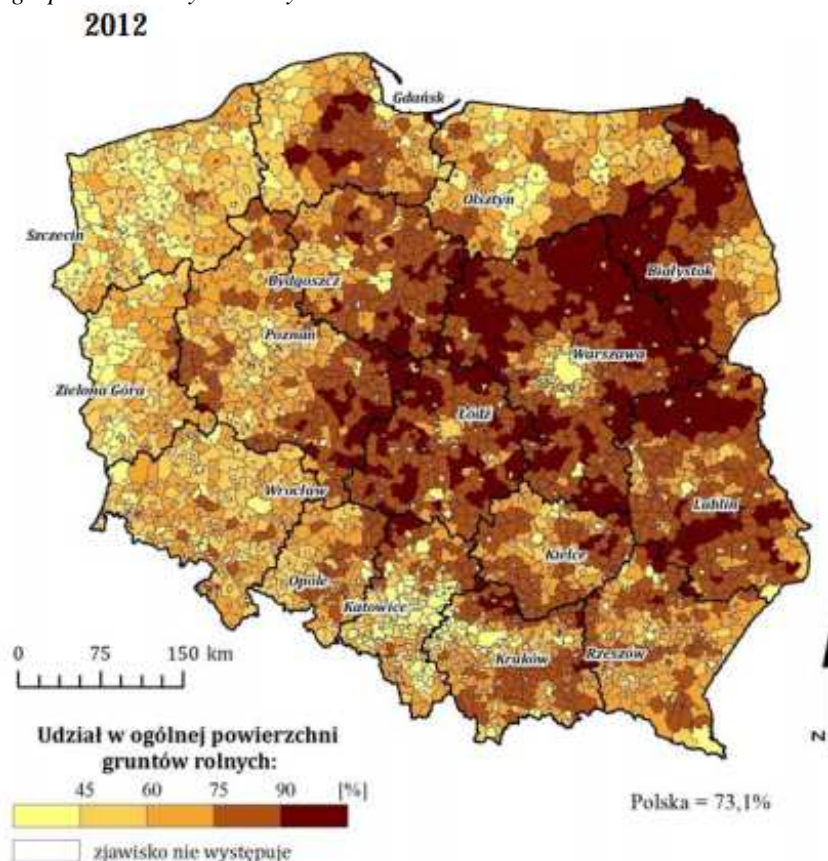 2012
Gdańsk
Olsztyn
Szczecin
Białystok
Bydgoszcz
Poznań
Warszawa
Zielona Góra
Łódź
Wrocław
Lublin
Kielce
Opole
Katowice
Kraków
Rzeszów
0 75 150 km
N
Udział w ogólnej powierzchni
gruntów rolnych:
45 60 75 90 [%]
Polska = 73,1%
zjawisko nie występuje